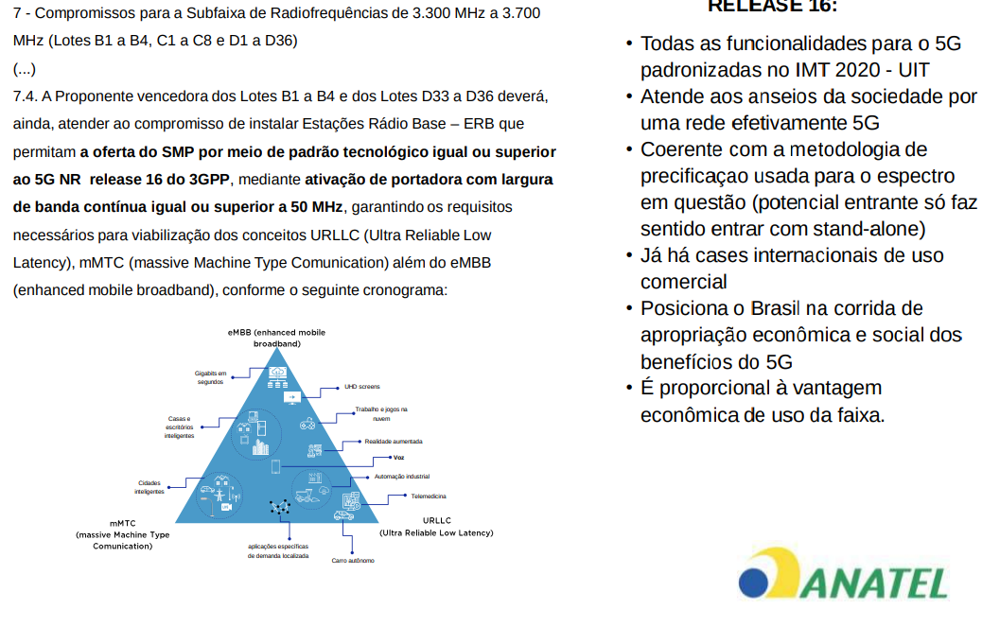 7 - Compromissos para a Subfaixa de Radiofrequências de 3.300 MHz a 3.700
MHz (Lotes B1 a B4, C1 a C8 e D1 a D36)
(...)
7.4. A Proponente vencedora dos Lotes B1 a B4 e dos Lotes D33 a D36 deverá,
ainda, atender ao compromisso de instalar Estações Rádio Base – ERB que
permitam a oferta do SMP por meio de padrão tecnológico igual ou superior
ao 5G NR release 16 do 3GPP, mediante ativação de portadora com largura
de banda contínua igual ou superior a 50 MHz, garantindo os requisitos
necessários para viabilização dos conceitos URLLC (Ultra Reliable Low
Latency), mMTC (massive Machine Type Comunication) além do eMBB
(enhanced mobile broadband), conforme o seguinte cronograma:
eMBB (enhanced mobile
broadband)
Gigabits em
segundos
UHD screens
Trabalho e jogos na
nuvem
Casas e
escritórios
inteligentes
Realidade aumentada
Voz
Automação industrial
Cidades
inteligentes
Telemedicina
mMTC
(massive Machine Type
Comunication)
URLLC
(Ultra Reliable Low Latency)
aplicações específicas
de demanda localizada
Carro autônomo
RELEASE 16:
• Todas as funcionalidades para o 5G
padronizadas no IMT 2020 - UIT
• Atende aos anseios da sociedade por
uma rede efetivamente 5G
• Coerente com a metodologia de
precificaçao usada para o espectro
em questão (potencial entrante só faz
sentido entrar com stand-alone)
• Já há cases internacionais de uso
comercial
• Posiciona o Brasil na corrida de
apropriação econômica e social dos
benefícios do 5G
• É proporcional à vantagem
econômica de uso da faixa.
ANATEL